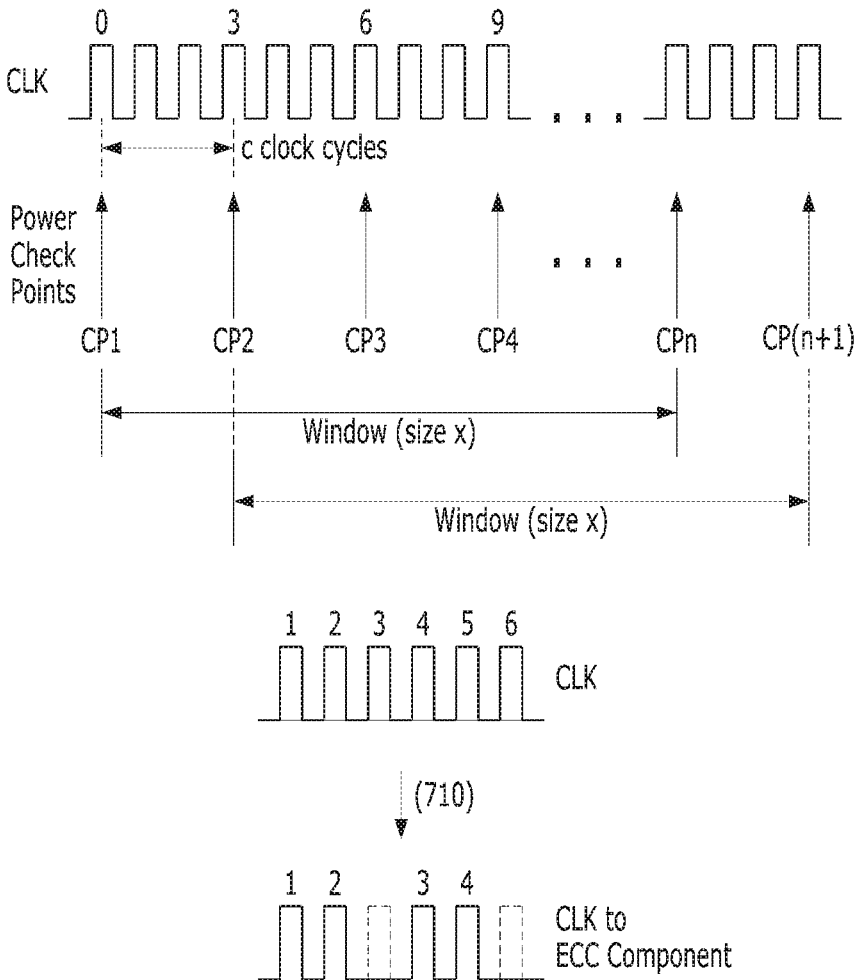 0 3 6 9
CLK
c clock cycles
Power
Check
Points
. . .
. . .
CP1 CP2 CP3 CP4 CPn CP(n+1)
Window (size x)
Window (size x)
1 2 3 4 5 6
CLK
(710)
1 2 3 4
CLK to
ECC Component